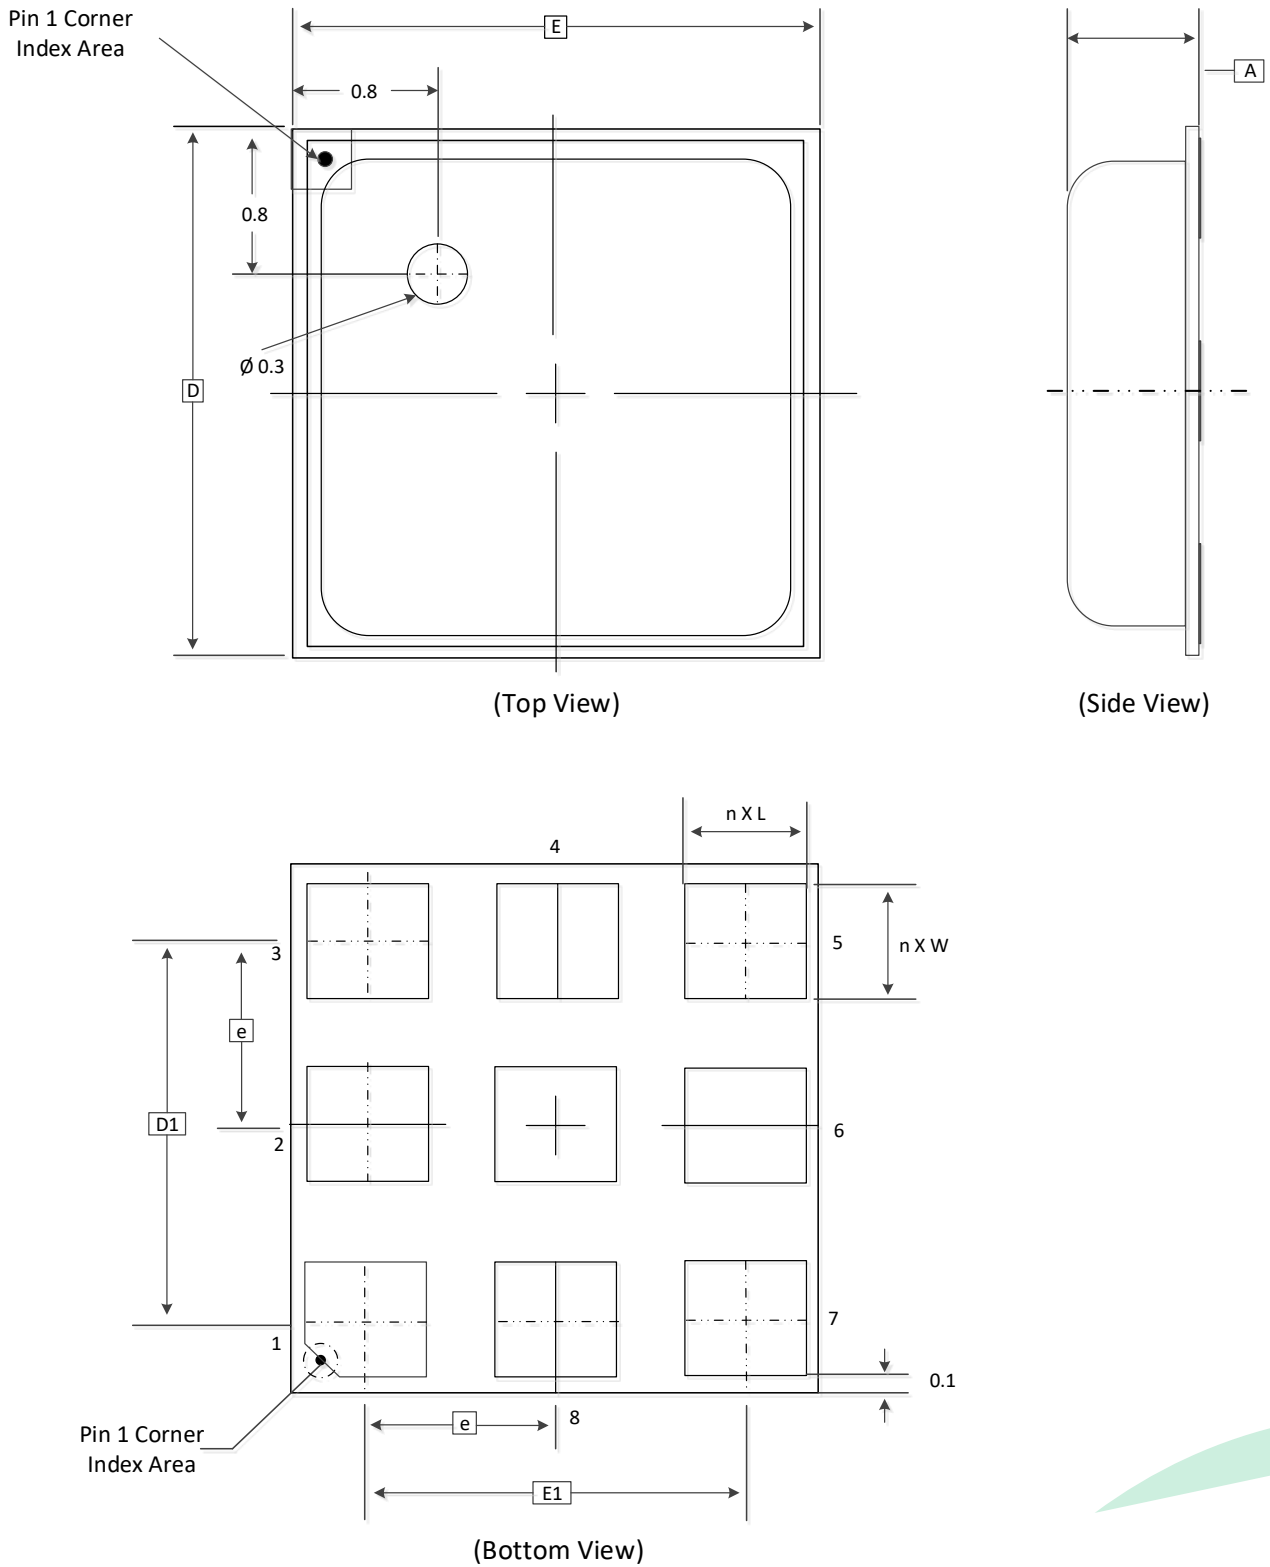 Pin 1 Corner
Index Area
E
A
0.8
0.8
Ø 0.3
D
(Top View)
(Side View)
n X L
4
3
5
n X W
e
D1
2
6
1
7
0.1
e
8
Pin 1 Corner
Index Area
E1
(Bottom View)